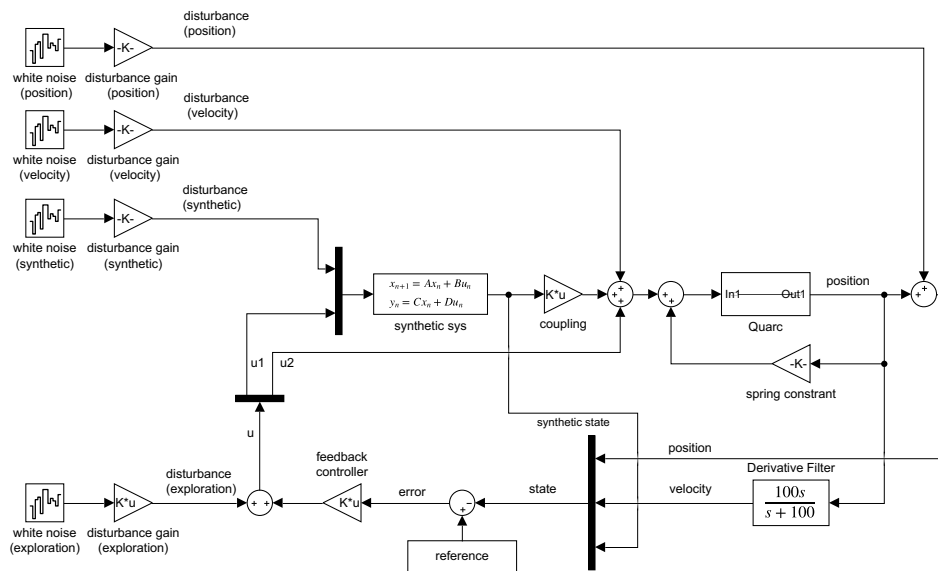 disturbance
(position)
-K-
white noise
(position)
disturbance gain
(position)
disturbance
(velocity)
-K-
white noise
(velocity)
disturbance gain
(velocity)
disturbance
(synthetic)
-K-
white noise
(synthetic)
disturbance gain
(synthetic)
x_{n+1} = Ax_n + Bu_n
y_n = Cx_n + Du_n
synthetic sys
K*u
coupling
+
+
+
+
+
In1
Out1
Quarc
position
+
+
u1
u2
-K-
spring constrant
synthetic state
u
position
Derivative Filter
100s
s + 100
velocity
state
feedback
controller
K*u
error
−
+
reference
disturbance
(exploration)
+ +
K*u
white noise
(exploration)
disturbance gain
(exploration)